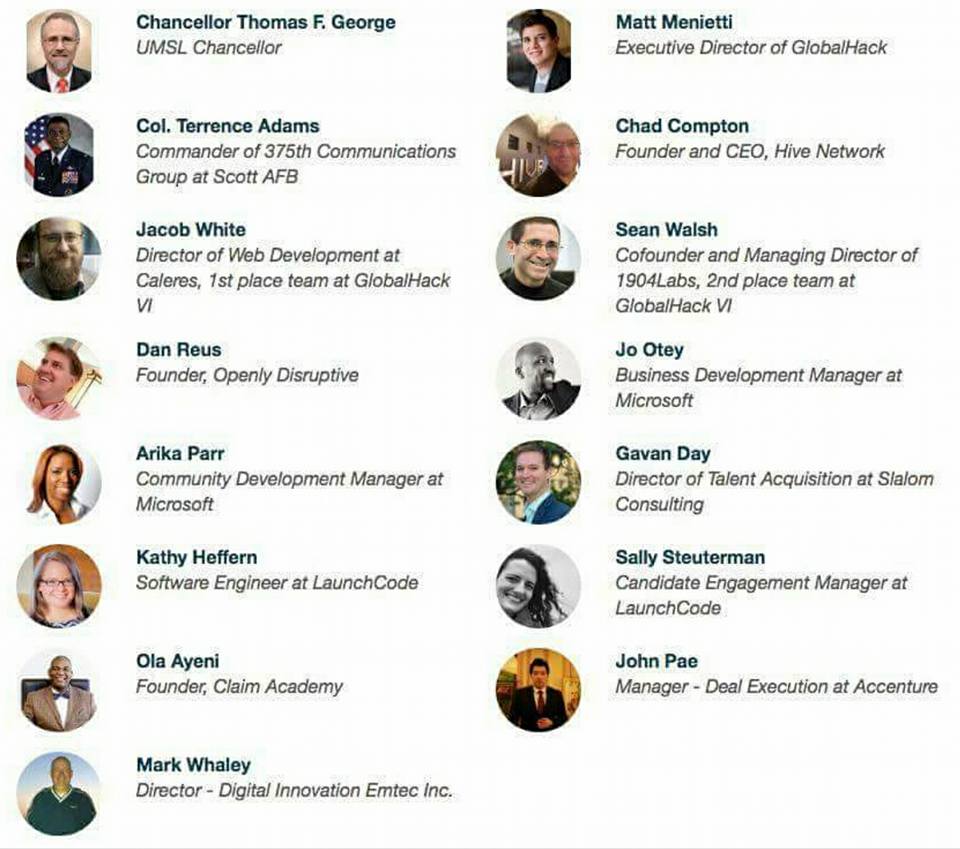 Chancellor Thomas F. George
UMSL Chancellor
Matt Menietti
Executive Director of GlobalHack
Col. Terrence Adams
Commander of 375th Communications
Group at Scott AFB
Chad Compton
Founder and CEO, Hive Network
HIVE
Jacob White
Director of Web Development at
Caleres, 1st place team at GlobalHack
VI
Sean Walsh
Cofounder and Managing Director of
1904Labs, 2nd place team at
GlobalHack VI
Dan Reus
Founder, Openly Disruptive
Jo Otey
Business Development Manager at
Microsoft
Arika Parr
Community Development Manager at
Microsoft
Gavan Day
Director of Talent Acquisition at Slalom
Consulting
Kathy Heffern
Software Engineer at LaunchCode
Sally Steuterman
Candidate Engagement Manager at
LaunchCode
Ola Ayeni
Founder, Claim Academy
John Pae
Manager - Deal Execution at Accenture
Mark Whaley
Director - Digital Innovation Emtec Inc.